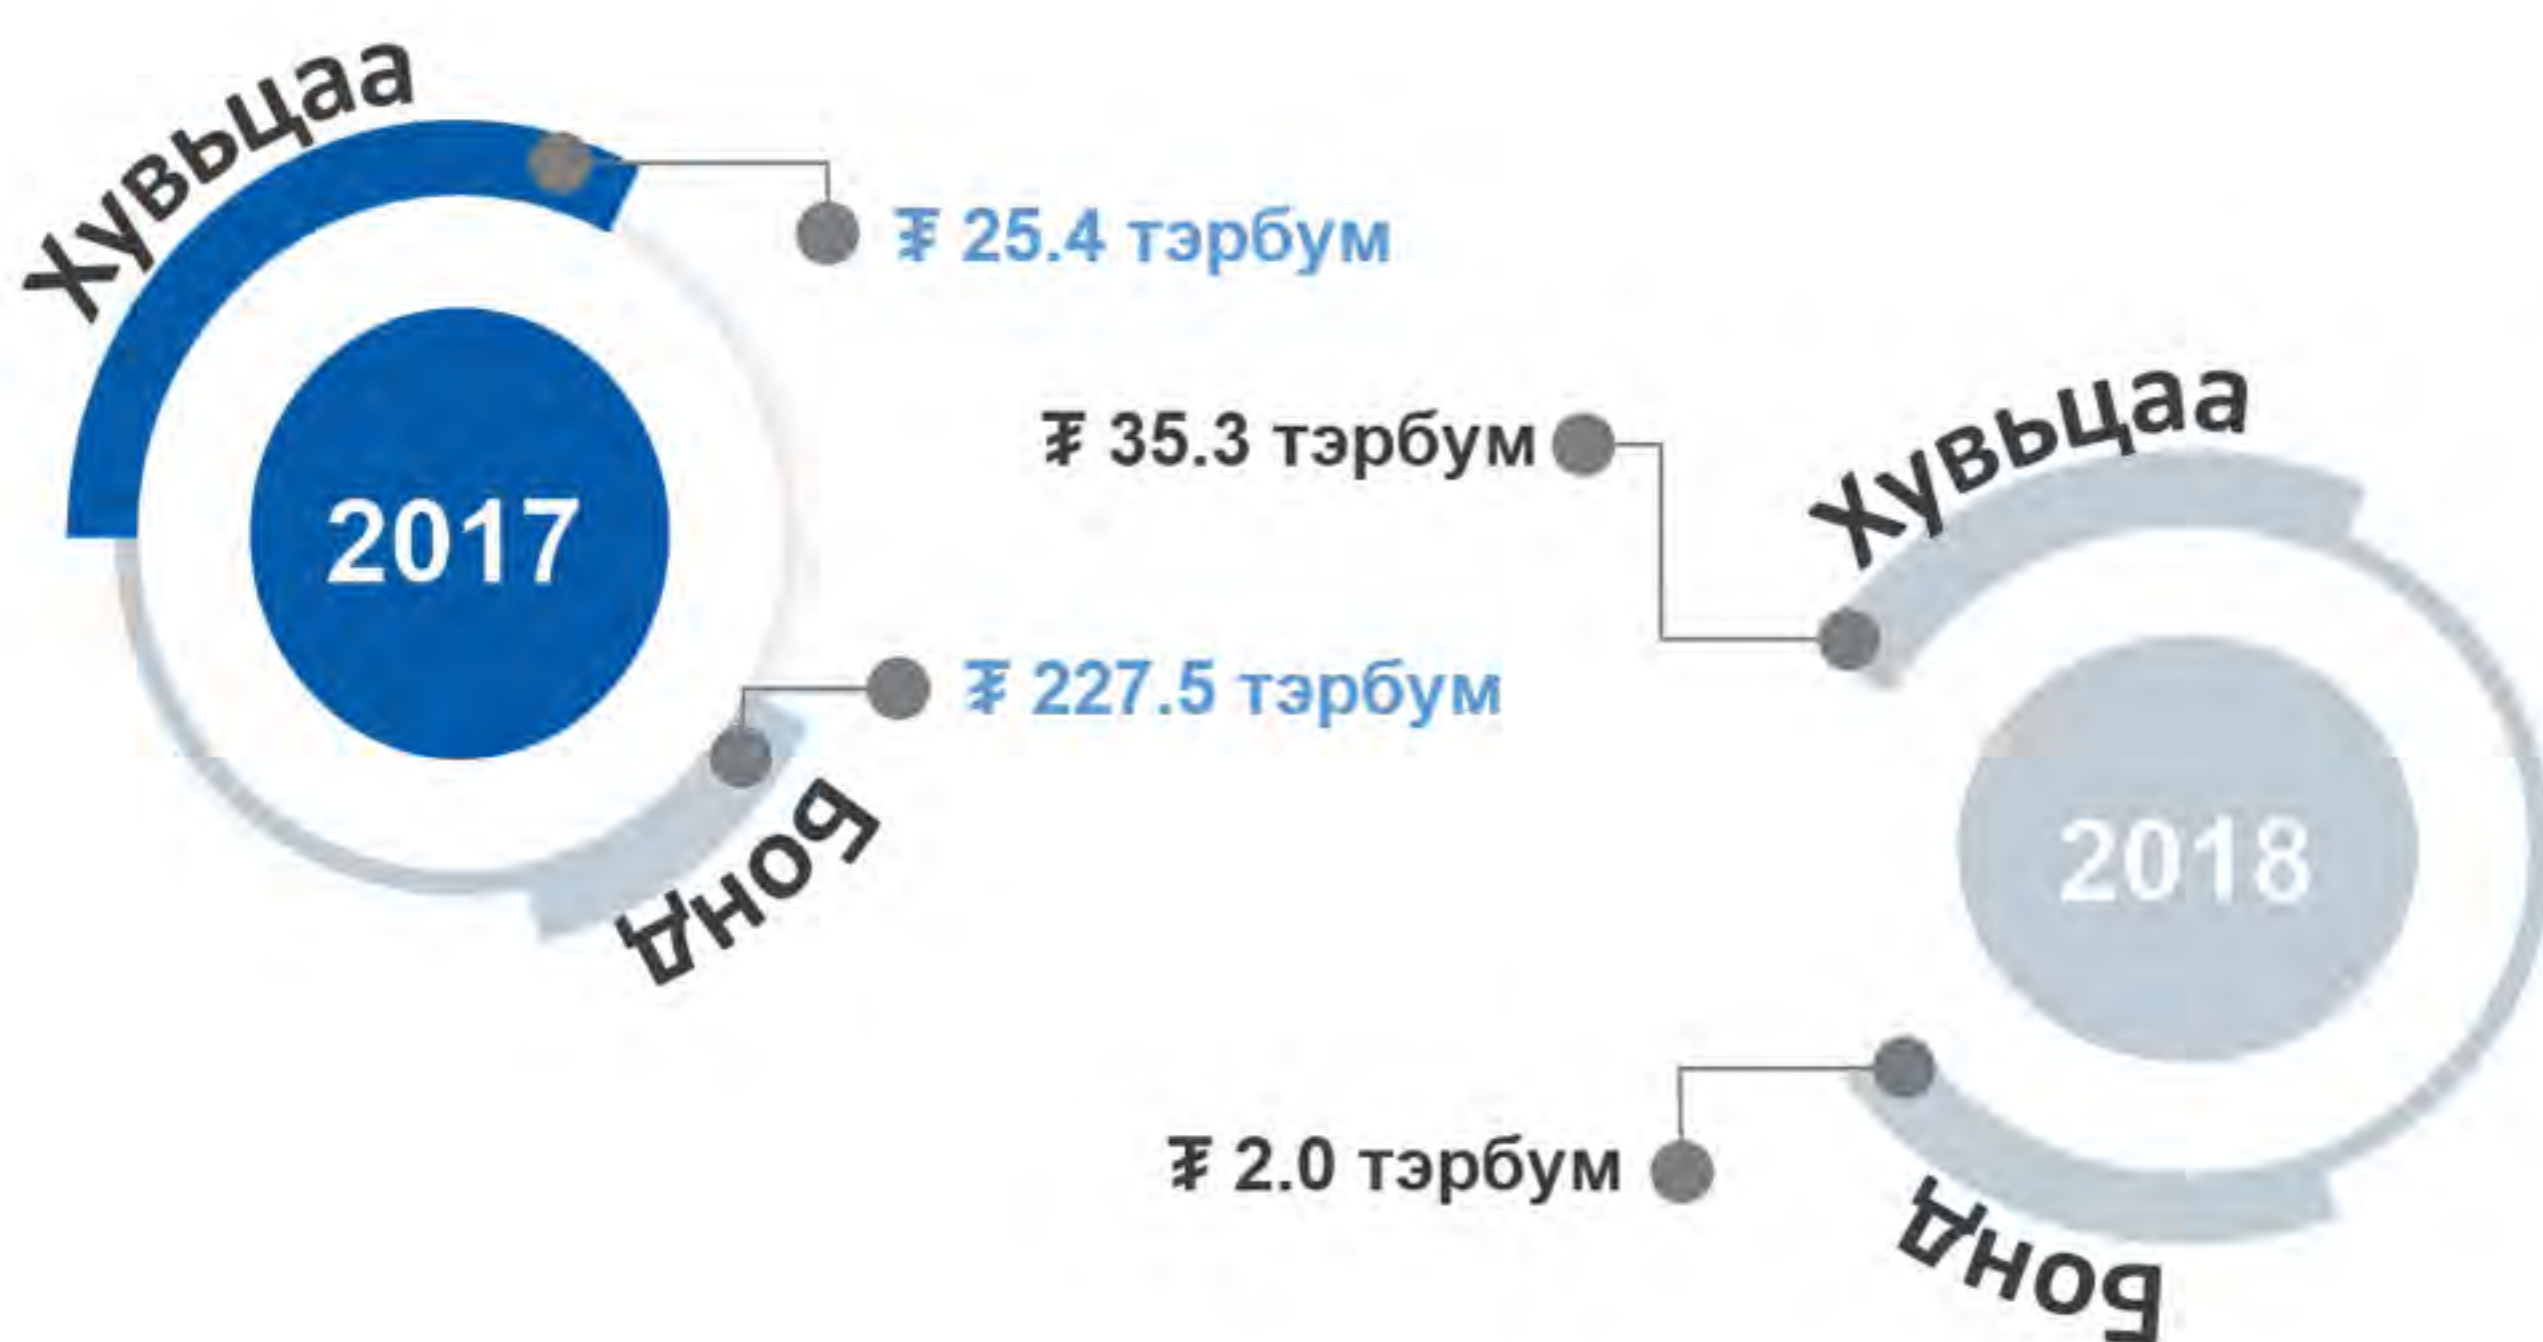 Хувьцаа
₮ 25.4 тэрбум
2017
₮ 227.5 тэрбум
Бонд
Хувьцаа
₮ 35.3 тэрбум
2018
₮ 2.0 тэрбум
Бонд